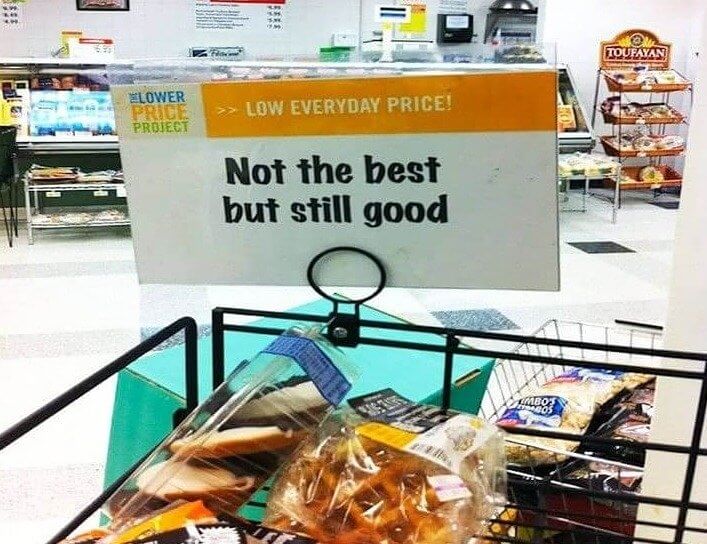 THE LOWER
PRICE
PROJECT
>> LOW EVERYDAY PRICE!
Not the best
but still good
TOUFAYAN